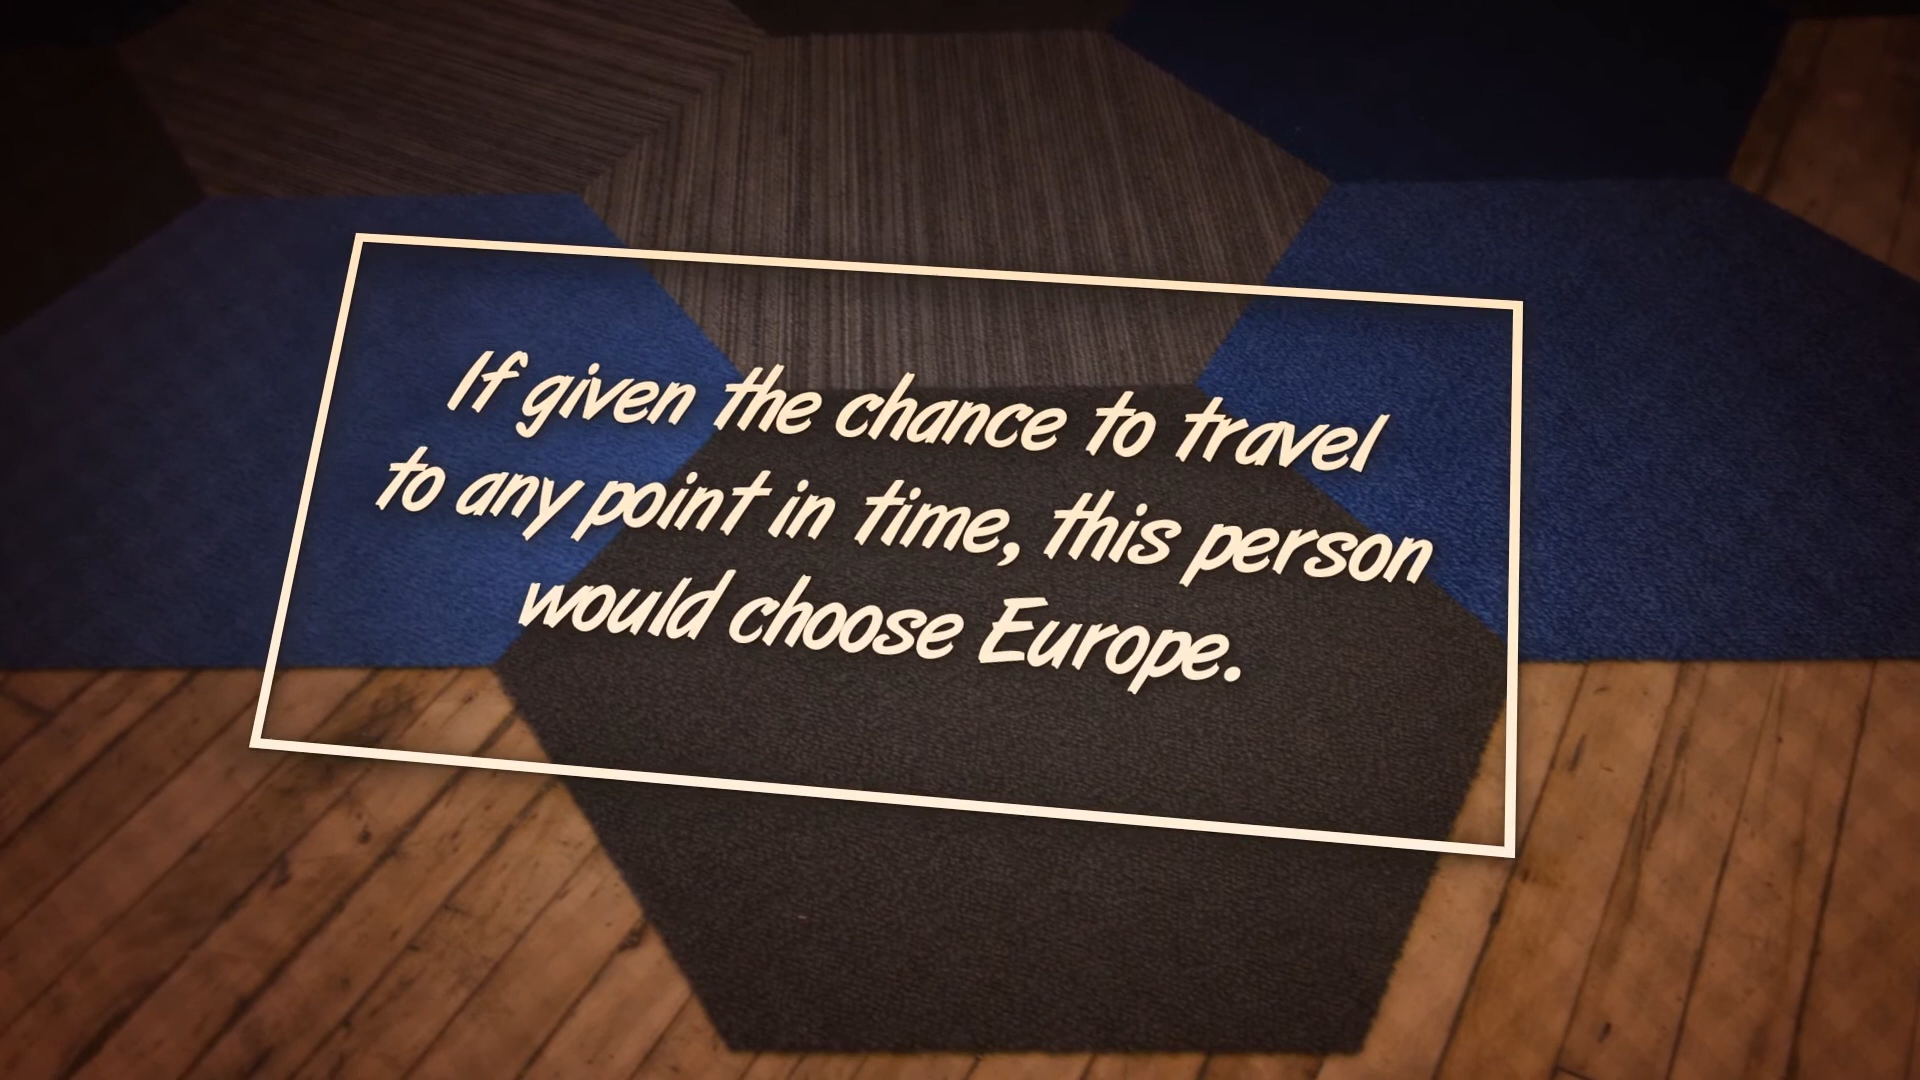 If given the chance to travel
to any point in time, this person
would choose Europe.